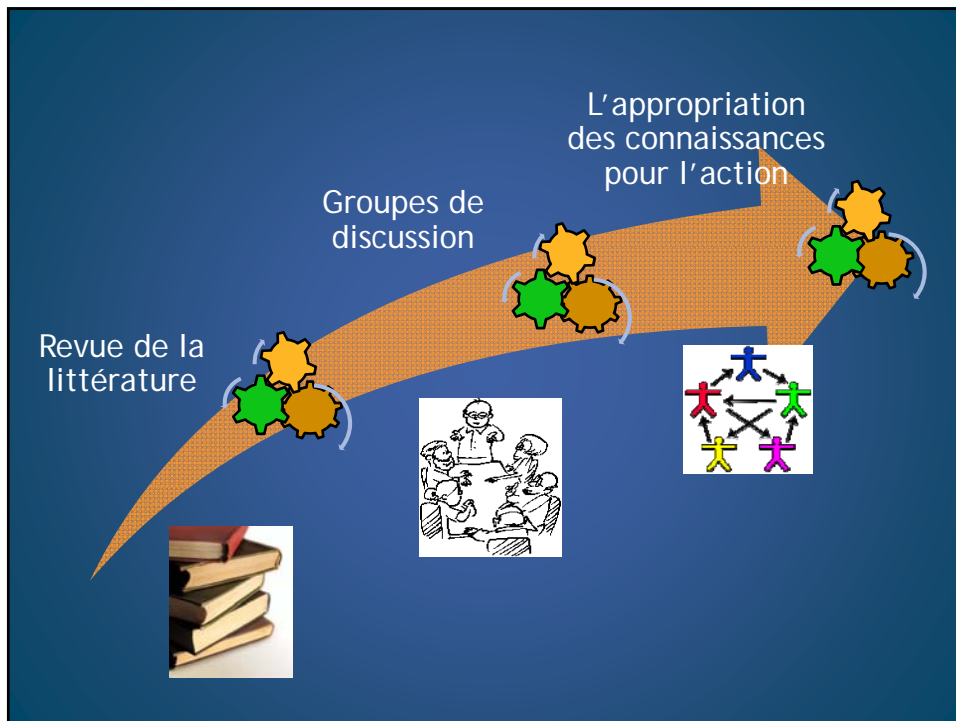 L'appropriation
des connaissances
pour l'action
Groupes de
discussion
Revue de la
littérature